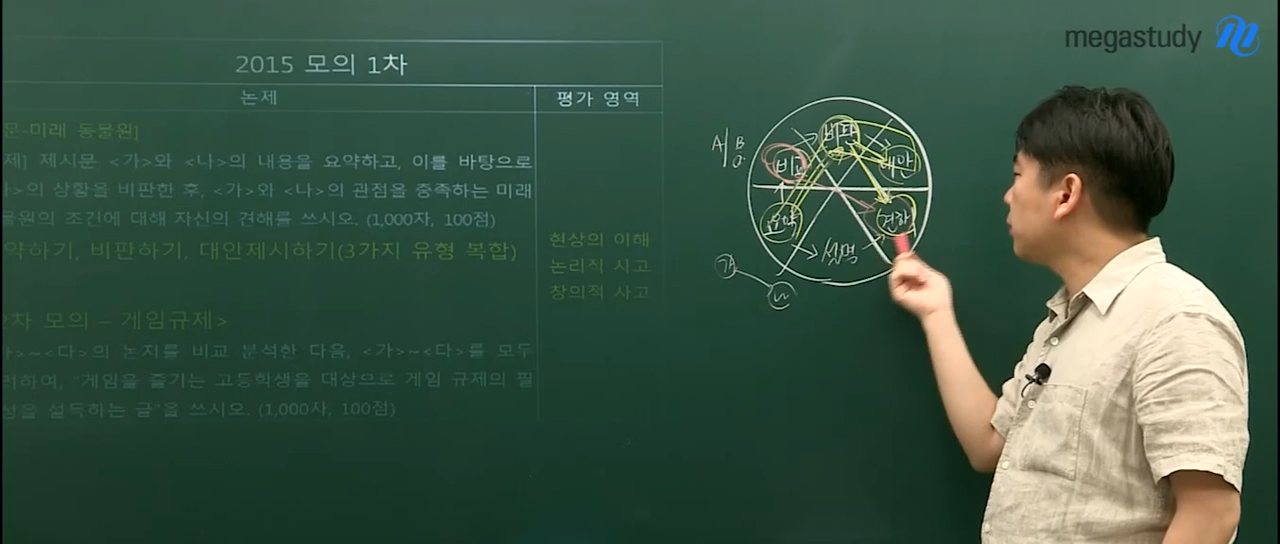 megastudy
2015 모의 1차
논제
평가 영역
문-미래 동물원]
제] 제시문 <가>와 <나>의 내용을 요약하고, 이를 바탕으로
>의 상황을 비판한 후, <가>와 <나>의 관점을 충족하는 미래
물원의 조건에 대해 자신의 견해를 쓰시오. (1,000자, 100점)
약하기, 비판하기, 대안제시하기(3가지 유형 복합)
현상의 이해
논리적 사고
창의적 사고
2차 모의 – 게임규제>
가>~<다>의 논지를 비교 분석한 다음, <가>~<다>를 모두
려하여, "게임을 즐기는 고등학생을 대상으로 게임 규제의 필
성을 설득하는 글"을 쓰시오. (1,000자, 100점)
A/B
비판
비교
대안
요약
견해
설명
가
나